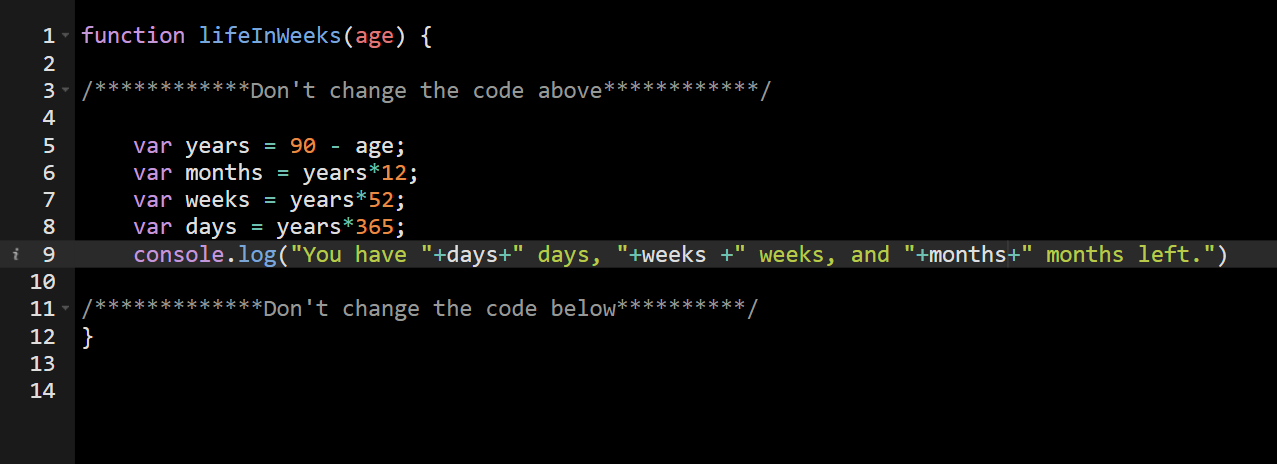 1 function lifeInWeeks(age) {
2
3 /************Don't change the code above************/
4
5 var years = 90 - age;
6 var months = years*12;
7 var weeks = years*52;
8 var days = years*365;
i 9 console.log("You have "+days+" days, "+weeks +" weeks, and "+months+" months left.")
10
11 /*************Don't change the code below**********/
12 }
13
14